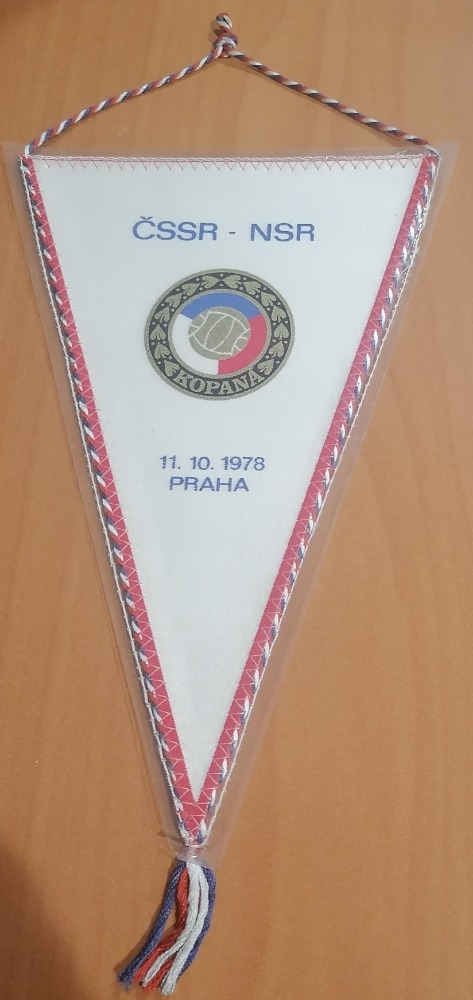 ČSSR - NSR
KOPANÁ
11. 10. 1978
PRAHA